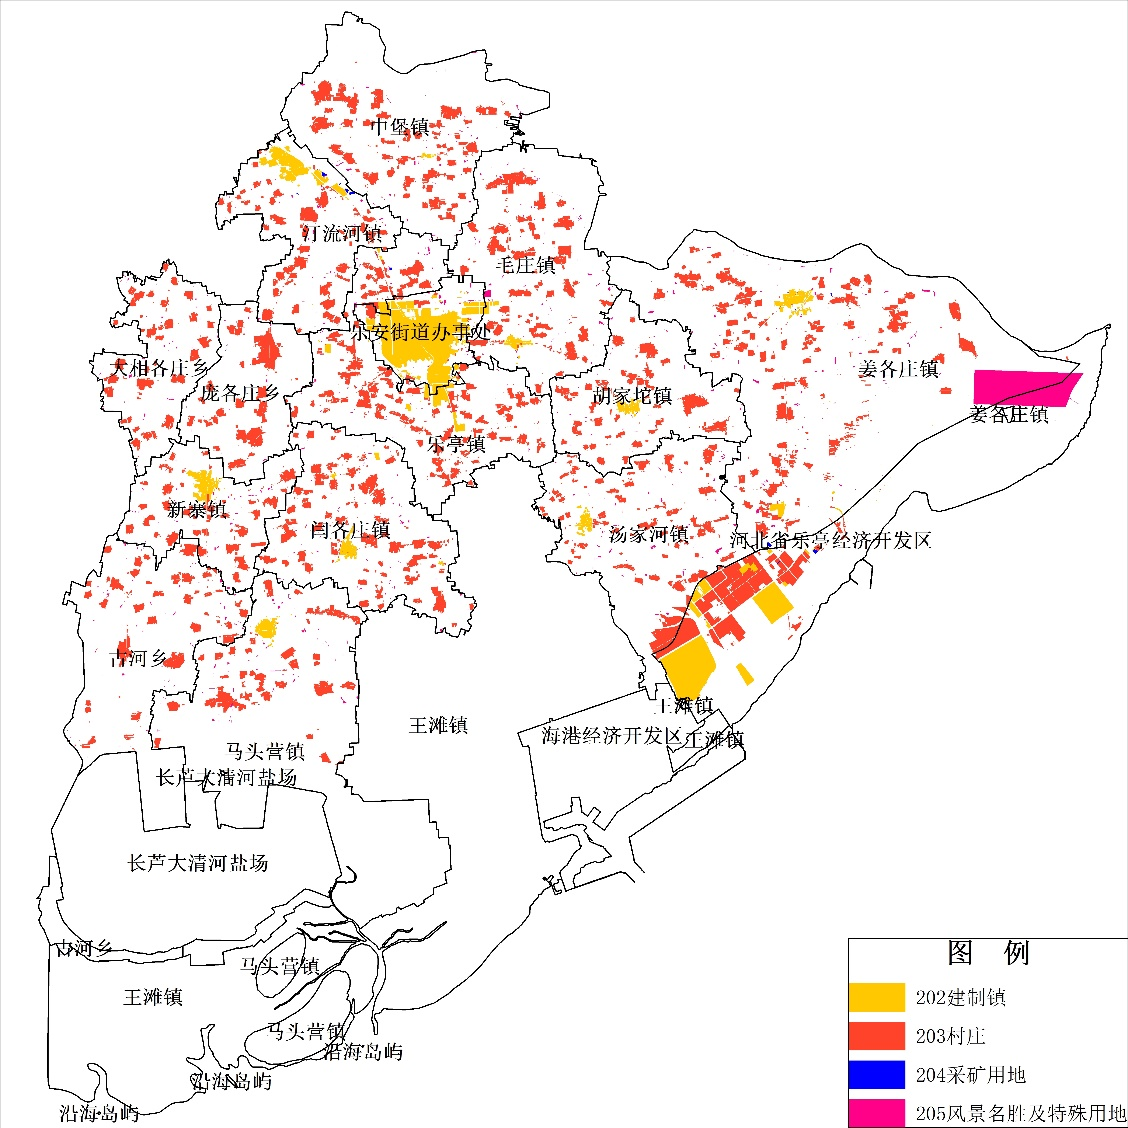 中堡镇
汀流河镇
毛庄镇
乐安街道办事处
大相各庄乡
庞各庄乡
姜各庄镇
胡家坨镇
姜各庄镇
乐亭镇
新寨镇
闫各庄镇
汤家河镇
河北省乐亭经济开发区
古河乡
王滩镇
王滩镇
海港经济开发区
王滩镇
马头营镇
长芦大清河盐场
长芦大清河盐场
古河乡
马头营镇
王滩镇
马头营镇
沿海岛屿
沿海岛屿
沿海岛屿
图 例
202建制镇
203村庄
204采矿用地
205风景名胜及特殊用地